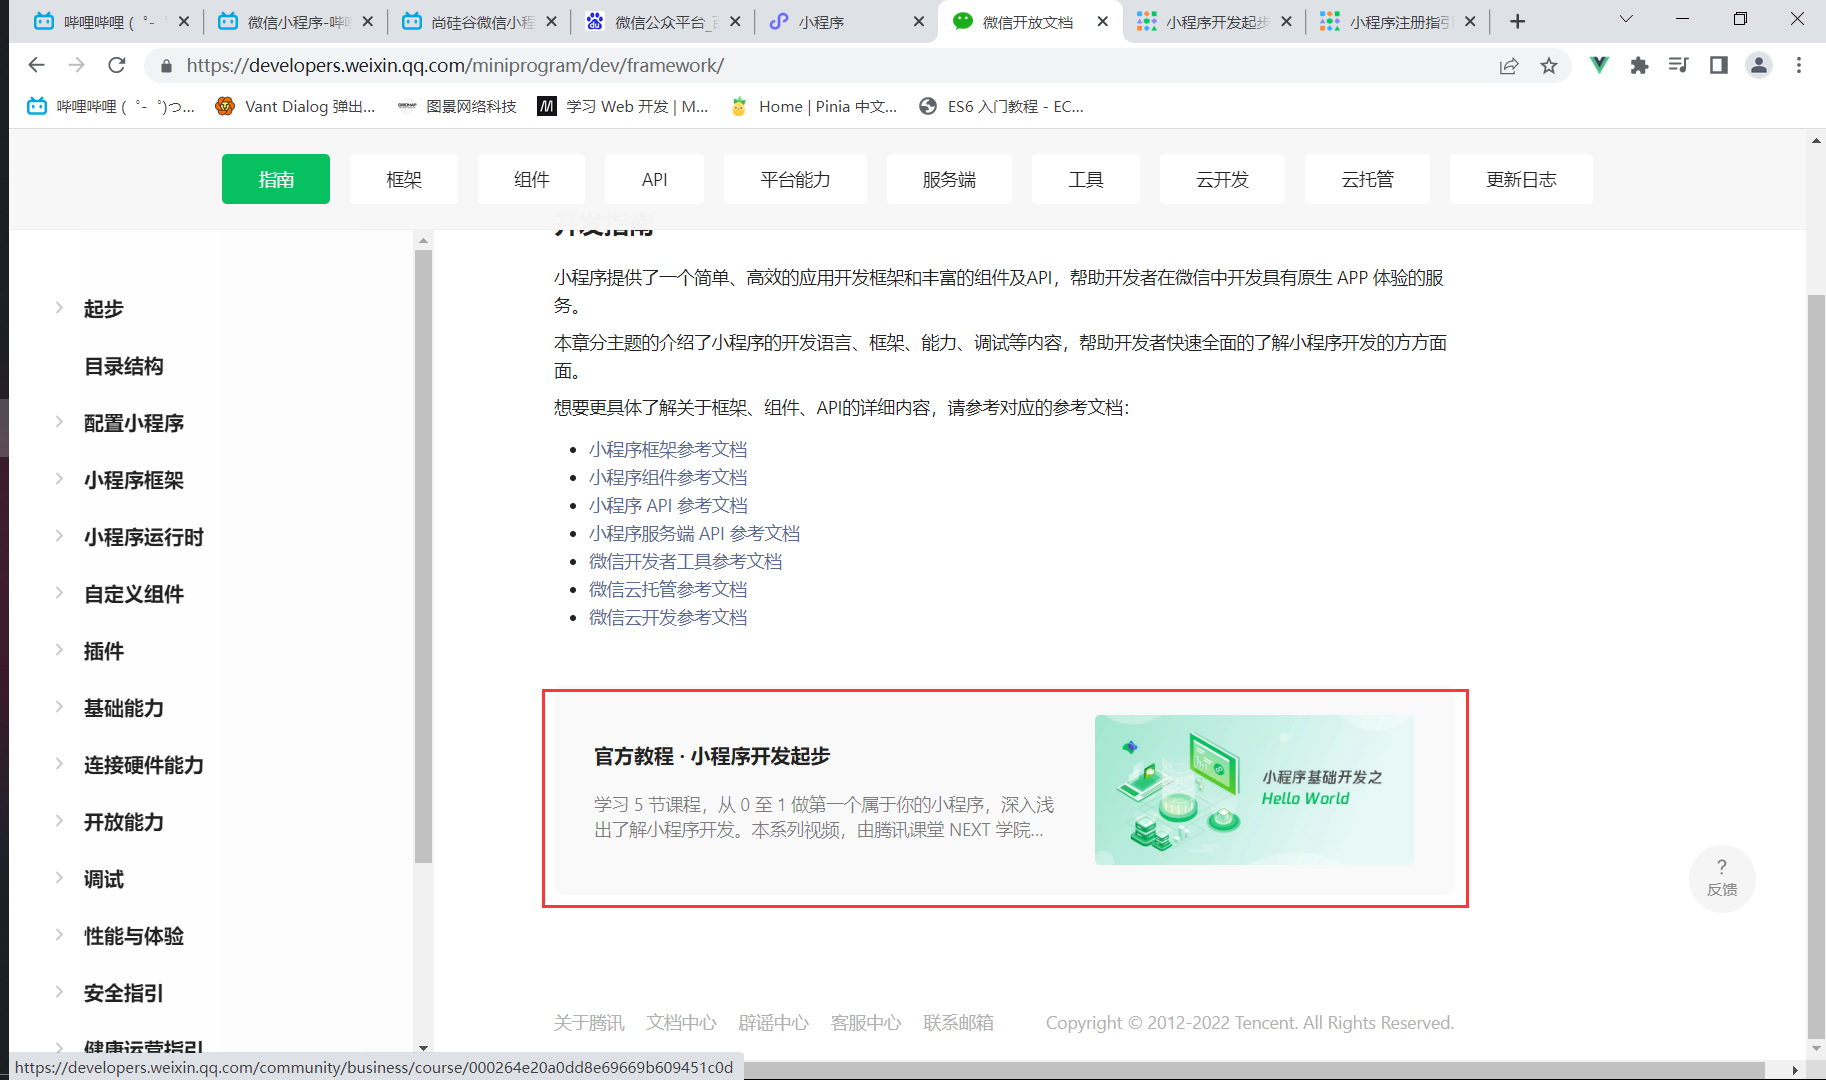 哔哩哔哩 (゜-゜
微信小程序-哔哩
尚硅谷微信小程
微信公众平台_百
小程序
微信开放文档
小程序开发起步
小程序注册指引
https://developers.weixin.qq.com/miniprogram/dev/framework/
哔哩哔哩 (゜-゜)つ...
Vant Dialog 弹出...
图景网络科技
学习 Web 开发 | M...
Home | Pinia 中文...
ES6 入门教程 - EC...
指南
框架
组件
API
平台能力
服务端
工具
云开发
云托管
更新日志
起步
目录结构
配置小程序
小程序框架
小程序运行时
自定义组件
插件
基础能力
连接硬件能力
开放能力
调试
性能与体验
安全指引
健康运营指引
开发指南
小程序提供了一个简单、高效的应用开发框架和丰富的组件及API，帮助开发者在微信中开发具有原生 APP 体验的服
务。
本章分主题的介绍了小程序的开发语言、框架、能力、调试等内容，帮助开发者快速全面的了解小程序开发的方方面
面。
想要更具体了解关于框架、组件、API的详细内容，请参考对应的参考文档：
小程序框架参考文档
小程序组件参考文档
小程序 API 参考文档
小程序服务端 API 参考文档
微信开发者工具参考文档
微信云托管参考文档
微信云开发参考文档
官方教程 · 小程序开发起步
学习 5 节课程，从 0 至 1 做第一个属于你的小程序，深入浅
出了解小程序开发。本系列视频，由腾讯课堂 NEXT 学院...
小程序基础开发之
Hello World
?
反馈
关于腾讯
文档中心
辟谣中心
客服中心
联系邮箱
Copyright © 2012-2022 Tencent. All Rights Reserved.
https://developers.weixin.qq.com/community/business/course/000264e20a0dd8e69669b609451c0d